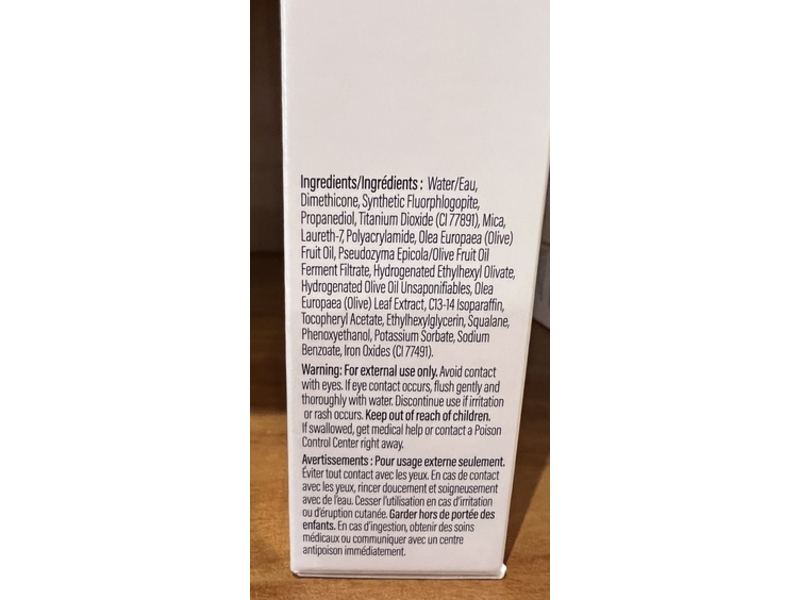 Ingredients/Ingrédients : Water/Eau,
Dimethicone, Synthetic Fluorphlogopite,
Propanediol, Titanium Dioxide (CI 77891), Mica,
Laureth-7, Polyacrylamide, Olea Europaea (Olive)
Fruit Oil, Pseudozyma Epicola/Olive Fruit Oil
Ferment Filtrate, Hydrogenated Ethylhexyl Olivate,
Hydrogenated Olive Oil Unsaponifiables, Olea
Europaea (Olive) Leaf Extract, C13-14 Isoparaffin,
Tocopheryl Acetate, Ethylhexylglycerin, Squalane,
Phenoxyethanol, Potassium Sorbate, Sodium
Benzoate, Iron Oxides (CI 77491).
Warning: For external use only. Avoid contact
with eyes. If eye contact occurs, flush gently and
thoroughly with water. Discontinue use if irritation
or rash occurs. Keep out of reach of children.
If swallowed, get medical help or contact a Poison
Control Center right away.
Avertissements : Pour usage externe seulement.
Éviter tout contact avec les yeux. En cas de contact
avec les yeux, rincer doucement et soigneusement
avec de l'eau. Cesser l'utilisation en cas d'irritation
ou d'éruption cutanée. Garder hors de portée des
enfants. En cas d'ingestion, obtenir des soins
médicaux ou communiquer avec un centre
antipoison immédiatement.